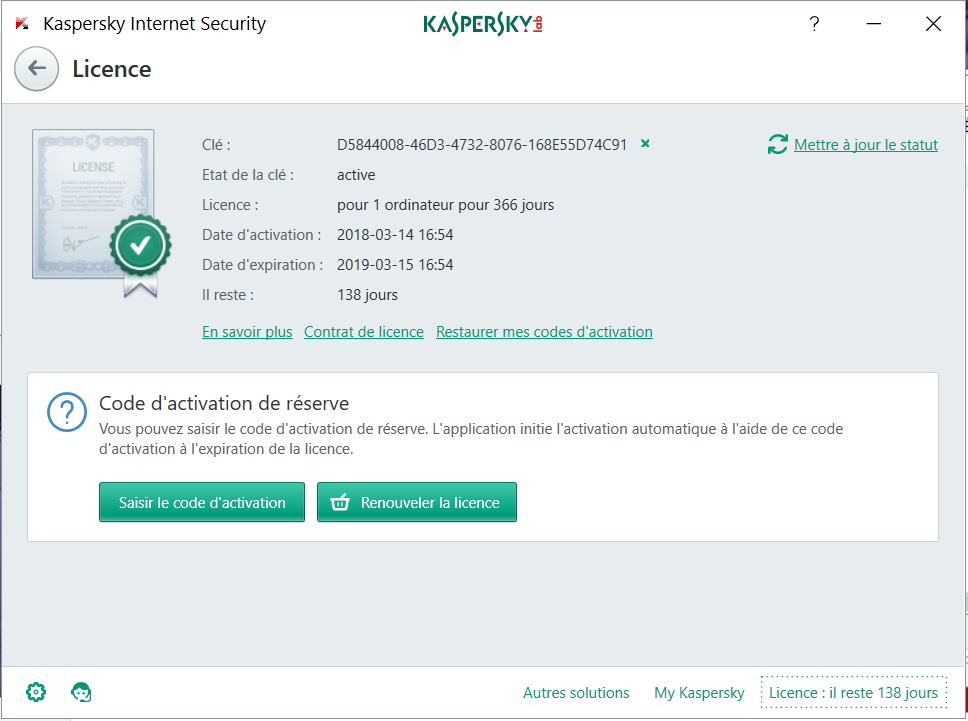 Kaspersky Internet Security
KASPERSKY lab
?
Licence
LICENSE
Clé : D5844008-46D3-4732-8076-168E55D74C91
Mettre à jour le statut
Etat de la clé : active
Licence : pour 1 ordinateur pour 366 jours
Date d'activation : 2018-03-14 16:54
Date d'expiration : 2019-03-15 16:54
Il reste : 138 jours
En savoir plus Contrat de licence Restaurer mes codes d'activation
?
Code d'activation de réserve
Vous pouvez saisir le code d'activation de réserve. L'application initie l'activation automatique à l'aide de ce code
d'activation à l'expiration de la licence.
Saisir le code d'activation Renouveler la licence
Autres solutions My Kaspersky Licence : il reste 138 jours